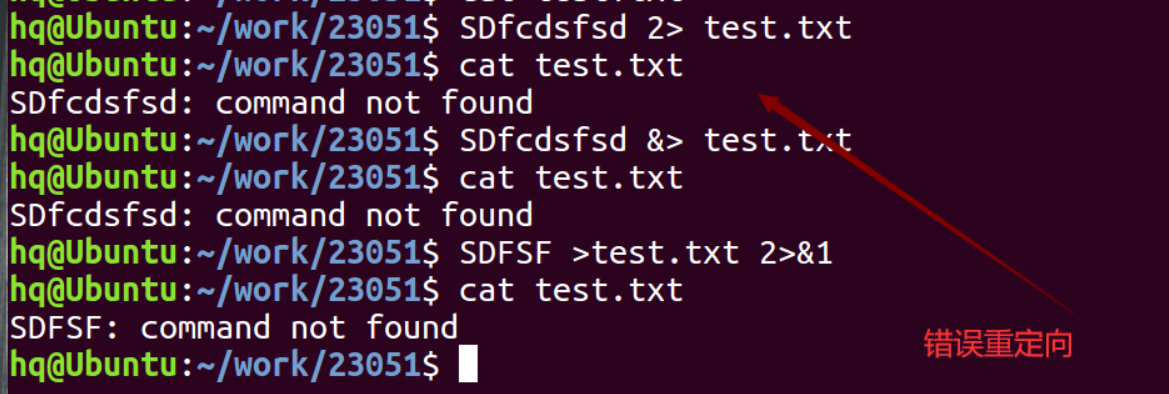 hq@Ubuntu:~/work/23051$ SDfcdsfsd 2> test.txt
hq@Ubuntu:~/work/23051$ cat test.txt
SDfcdsfsd: command not found
hq@Ubuntu:~/work/23051$ SDfcdsfsd &> test.txt
hq@Ubuntu:~/work/23051$ cat test.txt
SDfcdsfsd: command not found
hq@Ubuntu:~/work/23051$ SDFSF >test.txt 2>&1
hq@Ubuntu:~/work/23051$ cat test.txt
SDFSF: command not found
错误重定向
hq@Ubuntu:~/work/23051$